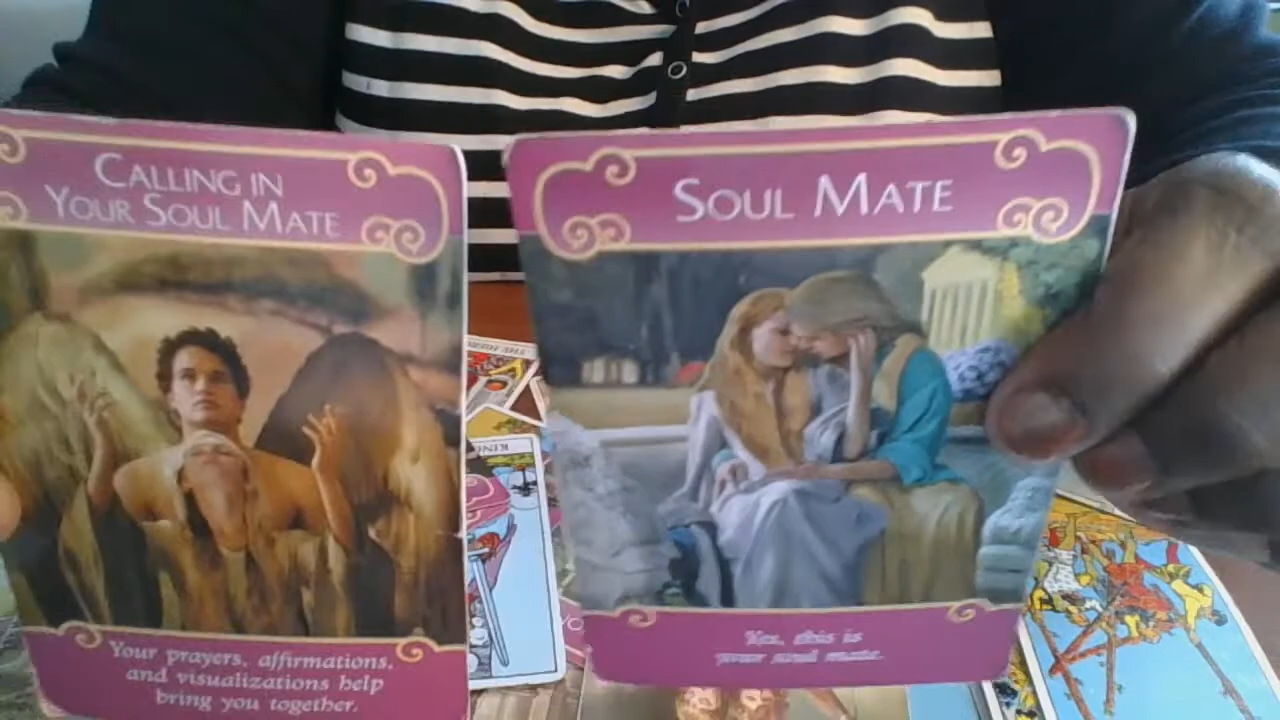 CALLING IN
YOUR SOUL MATE
Your prayers, affirmations,
and visualizations help
bring you together.
SOUL MATE
Yes, this is
your soul mate.
KING